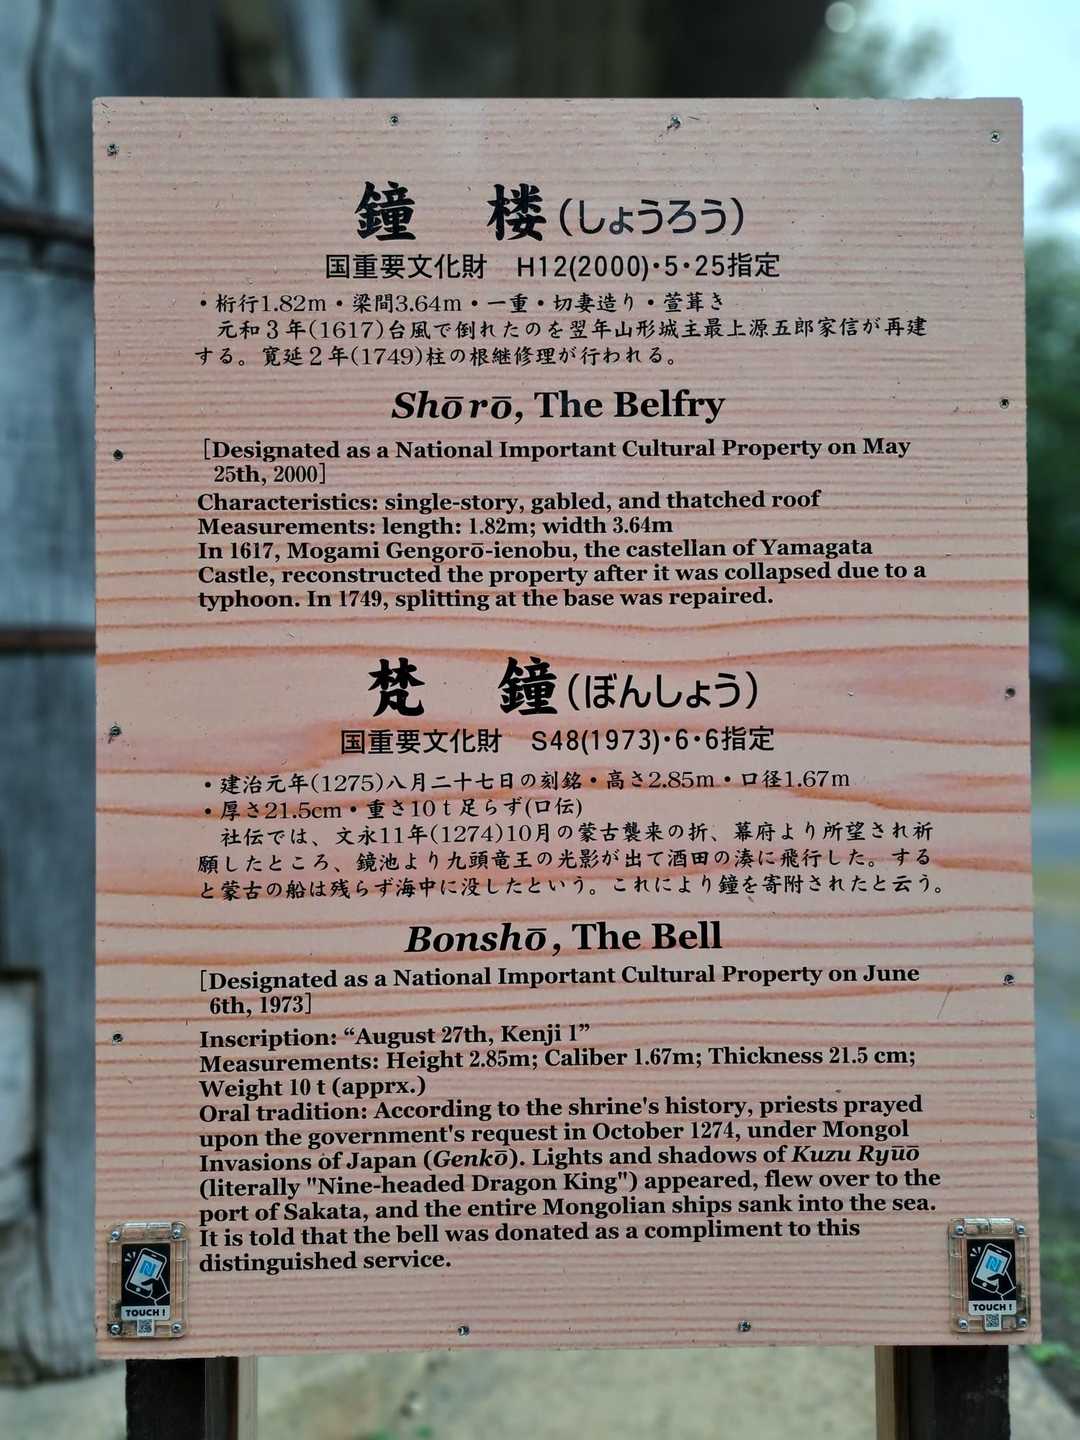 鐘 楼(しょうろう)
国重要文化財 H12(2000)・5・25指定
・桁行1.82m・梁間3.64m・一重・切妻造り・萱葺き
元和３年(1617)台風で倒れたのを翌年山形城主最上源五郎家信が再建
する。寛延２年(1749)柱の根継修理が行われる。
Shōrō, The Belfry
[Designated as a National Important Cultural Property on May
25th, 2000]
Characteristics: single-story, gabled, and thatched roof
Measurements: length: 1.82m; width 3.64m
In 1617, Mogami Gengorō-ienobu, the castellan of Yamagata
Castle, reconstructed the property after it was collapsed due to a
typhoon. In 1749, splitting at the base was repaired.
梵 鐘(ぼんしょう)
国重要文化財 S48(1973)・6・6指定
・建治元年(1275)八月二十七日の刻銘・高さ2.85m・口径1.67m
・厚さ21.5cm・重さ10ｔ足らず(口伝)
社伝では、文永11年(1274)10月の蒙古襲来の折、幕府より所望され祈
願したところ、鏡池より九頭竜王の光影が出て酒田の湊に飛行した。する
と蒙古の船は残らず海中に没したという。これにより鐘を寄附されたと云う。
Bonshō, The Bell
[Designated as a National Important Cultural Property on June
6th, 1973]
Inscription: “August 27th, Kenji 1”
Measurements: Height 2.85m; Caliber 1.67m; Thickness 21.5 cm;
Weight 10 t (apprx.)
Oral tradition: According to the shrine's history, priests prayed
upon the government's request in October 1274, under Mongol
Invasions of Japan (Genkō). Lights and shadows of Kuzu Ryūō
(literally "Nine-headed Dragon King") appeared, flew over to the
port of Sakata, and the entire Mongolian ships sank into the sea.
It is told that the bell was donated as a compliment to this
distinguished service.
TOUCH!
TOUCH!